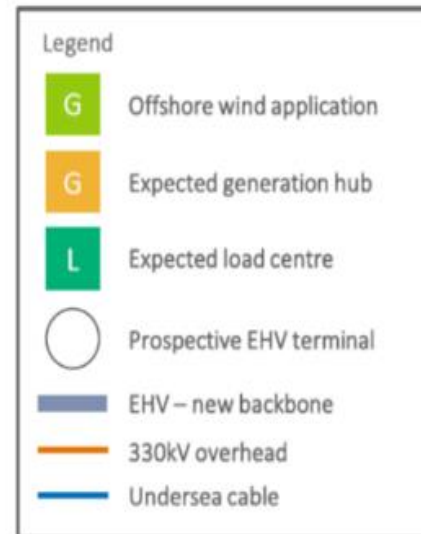 Legend
G Offshore wind application
G Expected generation hub
L Expected load centre
Prospective EHV terminal
EHV – new backbone
330kV overhead
Undersea cable